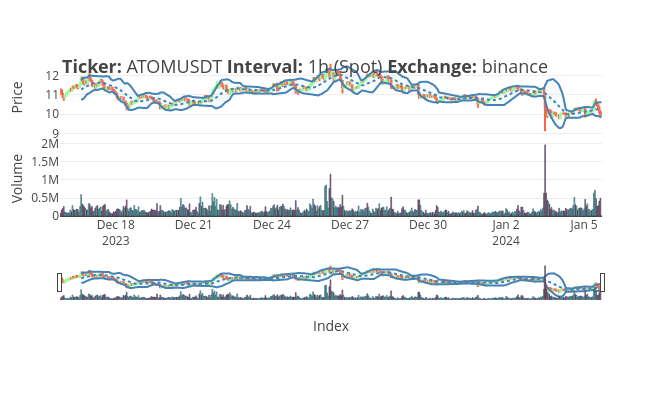 Ticker: ATOMUSDT Interval: 1h (Spot) Exchange: binance
12
11
10
9
Price
2M
1.5M
1M
0.5M
0
Volume
Dec 18 Dec 21 Dec 24 Dec 27 Dec 30 Jan 2 Jan 5
2023 2024
Index